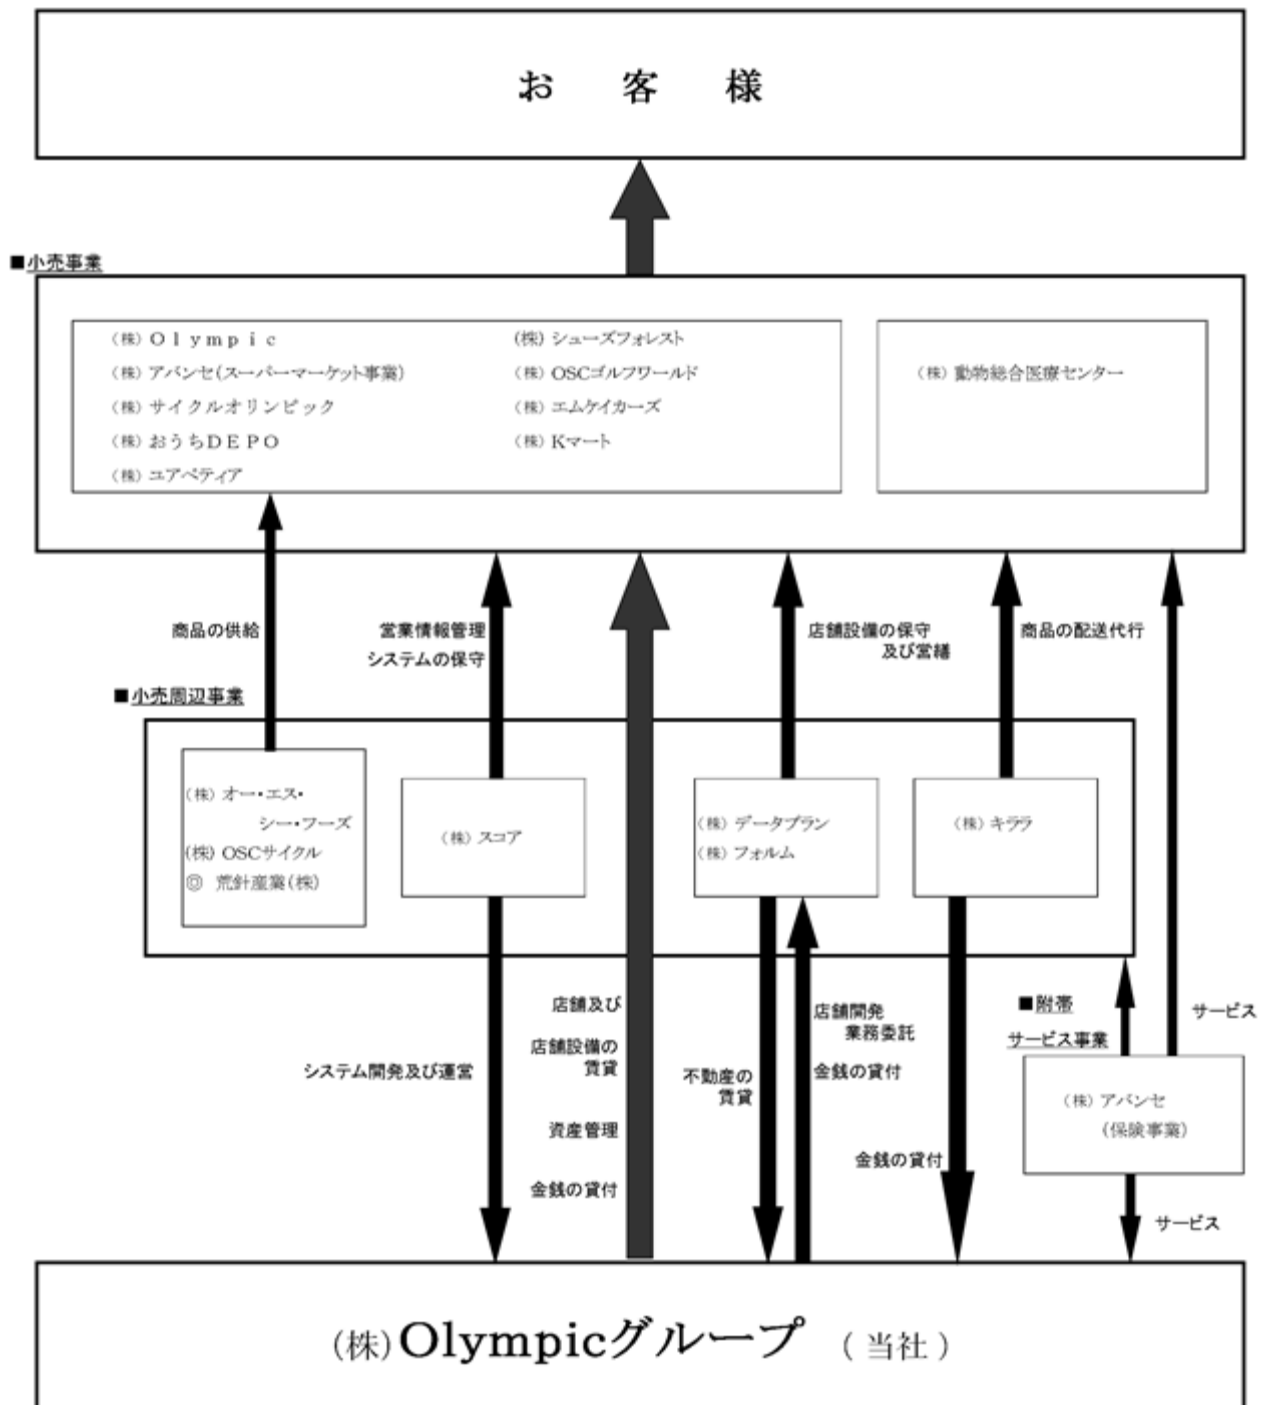 お 客 様
■小売事業
(株) Olympic
(株) アバンセ(スーパーマーケット事業)
(株) サイクルオリンピック
(株) おうちDEPO
(株) ユアペティア
(株) シューズフォレスト
(株) OSCゴルフワールド
(株) エムケイカーズ
(株) Kマート
(株) 動物総合医療センター
商品の供給
営業情報管理
システムの保守
店舗設備の保守
及び営繕
商品の配送代行
■小売周辺事業
(株) オー・エス・
シー・フーズ
(株) OSCサイクル
◎ 荒針産業(株)
(株) スコア
(株) データプラン
(株) フォルム
(株) キララ
システム開発及び運営
店舗及び
店舗設備の
賃貸
資産管理
金銭の貸付
不動産の
賃貸
店舗開発
業務委託
金銭の貸付
金銭の貸付
■附帯
サービス事業
サービス
(株) アバンセ
(保険事業)
サービス
(株)Olympicグループ (当社)